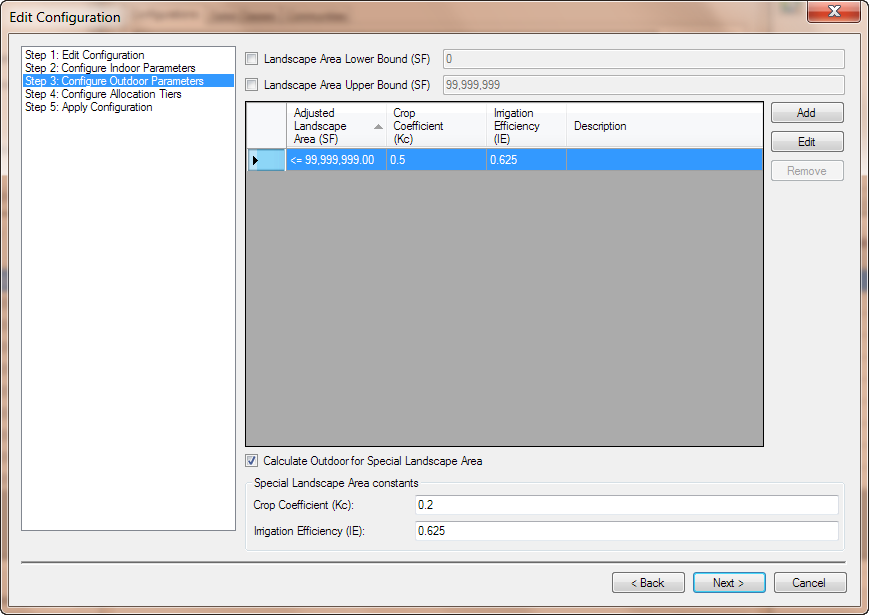 Edit Configuration
Step 1: Edit Configuration
Step 2: Configure Indoor Parameters
Step 3: Configure Outdoor Parameters
Step 4: Configure Allocation Tiers
Step 5: Apply Configuration
Landscape Area Lower Bound (SF)
0
Landscape Area Upper Bound (SF)
99,999,999
Adjusted
Landscape
Area (SF)
Crop
Coefficient
(Kc)
Irrigation
Efficiency
(IE)
Description
<= 99,999,999.00
0.5
0.625
Add
Edit
Remove
Calculate Outdoor for Special Landscape Area
Special Landscape Area constants
Crop Coefficient (Kc):
0.2
Irrigation Efficiency (IE):
0.625
< Back
Next >
Cancel